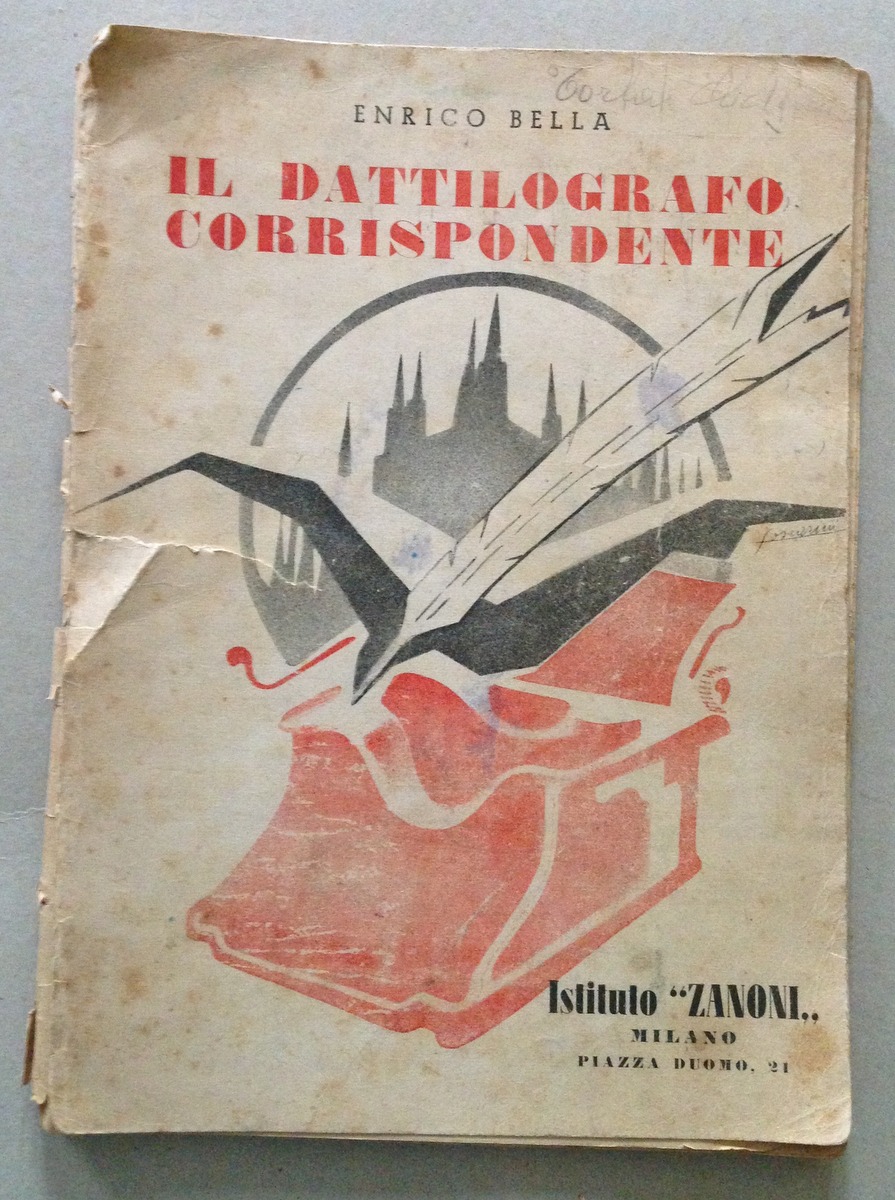 ENRICO BELLA
IL DATTILOGRAFO
CORRISPONDENTE
Istituto “ZANONI„
MILANO
PIAZZA DUOMO, 21